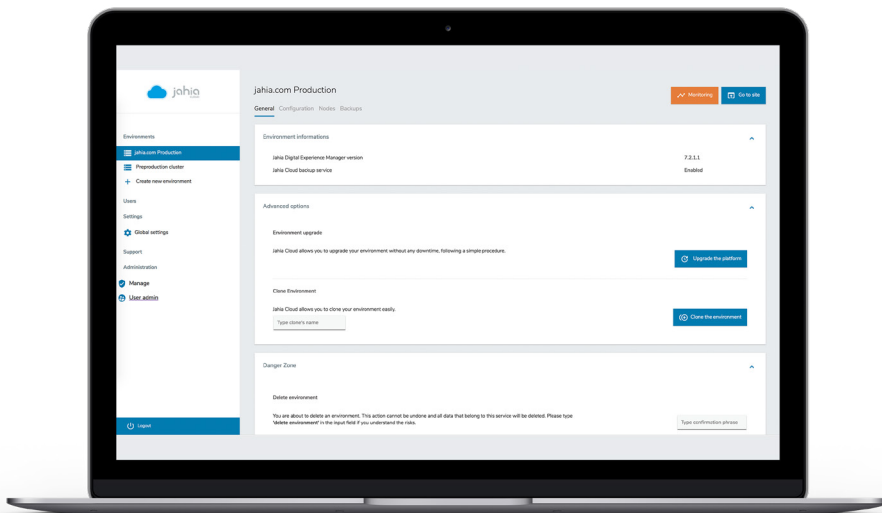 jahia
jahia.com Production
Monitoring
Go to site
General Configuration Nodes Backups
Environments
jahia.com Production
Preproduction cluster
Create new environment
Users
Settings
Global settings
Support
Administration
Manage
User admin
Logout
Environment informations
Jahia Digital Experience Manager version 7.2.1.1
Jahia Cloud backup service Enabled
Advanced options
Environment upgrade
Jahia Cloud allows you to upgrade your environment without any downtime, following a simple procedure.
Upgrade the platform
Clone Environment
Jahia Cloud allows you to clone your environment easily.
Type clone's name
Clone the environment
Danger Zone
Delete environment
You are about to delete an environment. This action cannot be undone and all data that belong to this service will be deleted. Please type
'delete environment' in the input field if you understand the risks.
Type confirmation phrase